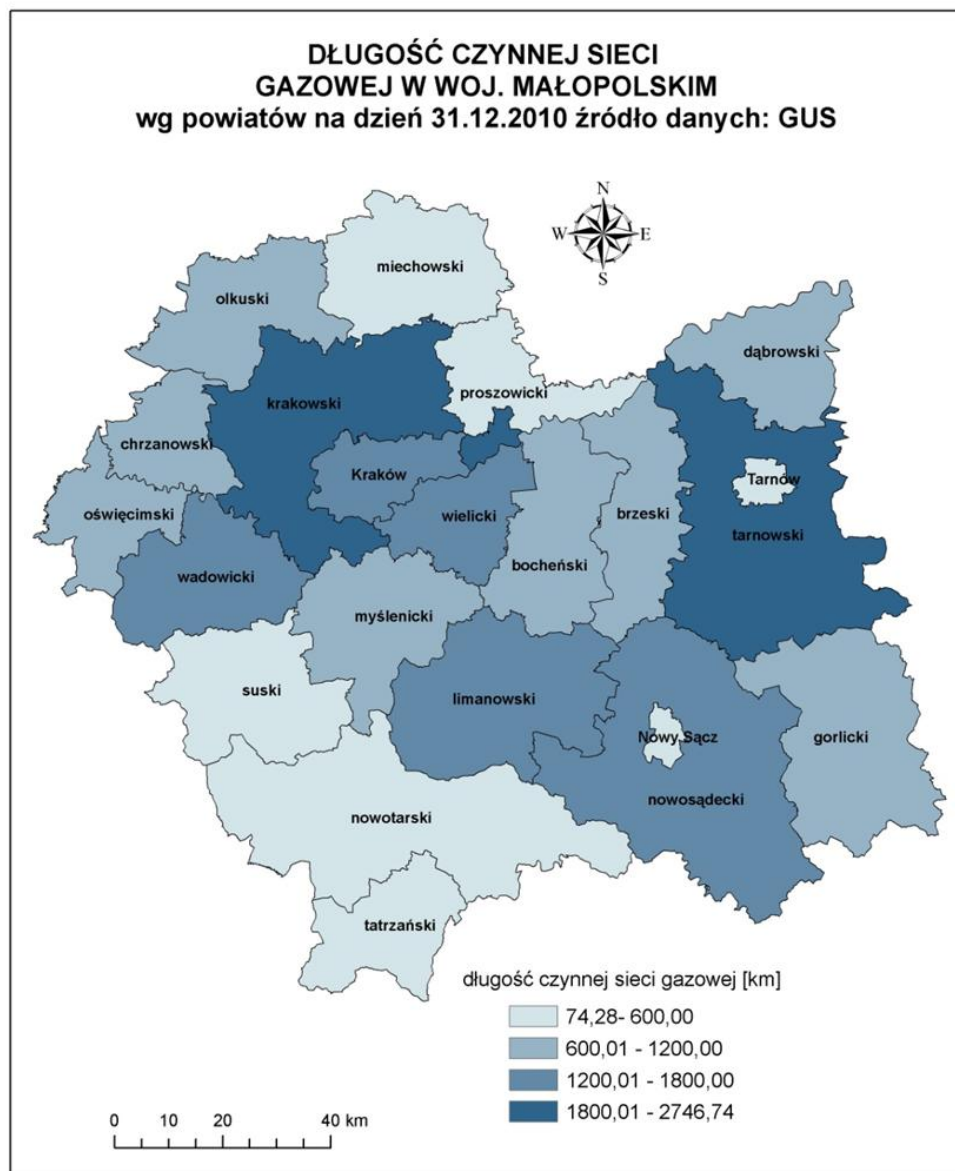 DŁUGOŚĆ CZYNNEJ SIECI
GAZOWEJ W WOJ. MAŁOPOLSKIM
wg powiatów na dzień 31.12.2010 źródło danych: GUS
N
W
E
S
miechowski
olkuski
dąbrowski
proszowicki
krakowski
chrzanowski
Kraków
Tarnów
oświęcimski
wielicki
brzeski
tarnowski
bocheński
wadowicki
myślenicki
suski
limanowski
Nowy Sącz
gorlicki
nowosądecki
nowotarski
tatrzański
długość czynnej sieci gazowej [km]
74,28- 600,00
600,01 - 1200,00
1200,01 - 1800,00
1800,01 - 2746,74
0 10 20 40 km